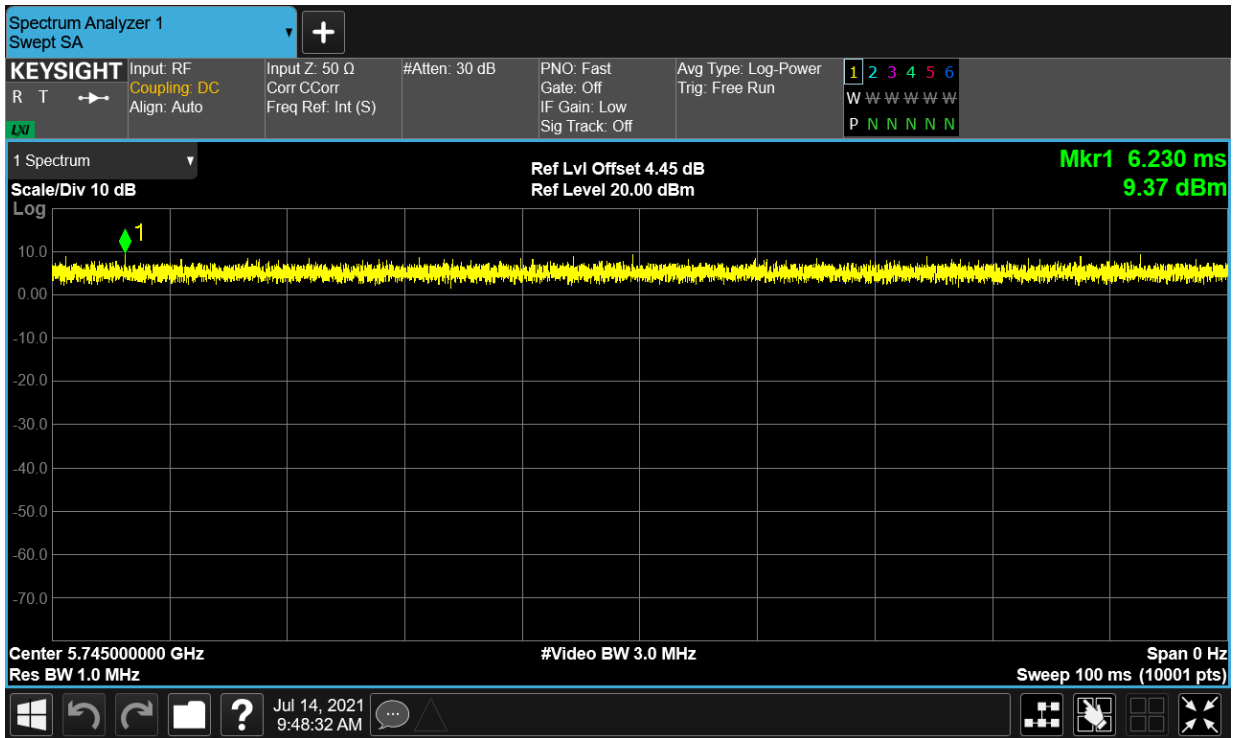 Spectrum Analyzer 1
Swept SA
KEYSIGHT
R T
LXI
Input: RF
Coupling: DC
Align: Auto
Input Z: 50 Ω
Corr CCorr
Freq Ref: Int (S)
#Atten: 30 dB
PNO: Fast
Gate: Off
IF Gain: Low
Sig Track: Off
Avg Type: Log-Power
Trig: Free Run
1 2 3 4 5 6
W W W W W W
P N N N N N
1 Spectrum
Scale/Div 10 dB
Log
Ref Lvl Offset 4.45 dB
Ref Level 20.00 dBm
Mkr1 6.230 ms
9.37 dBm
1
10.0
0.00
-10.0
-20.0
-30.0
-40.0
-50.0
-60.0
-70.0
Center 5.745000000 GHz
Res BW 1.0 MHz
#Video BW 3.0 MHz
Span 0 Hz
Sweep 100 ms (10001 pts)
?
Jul 14, 2021
9:48:32 AM